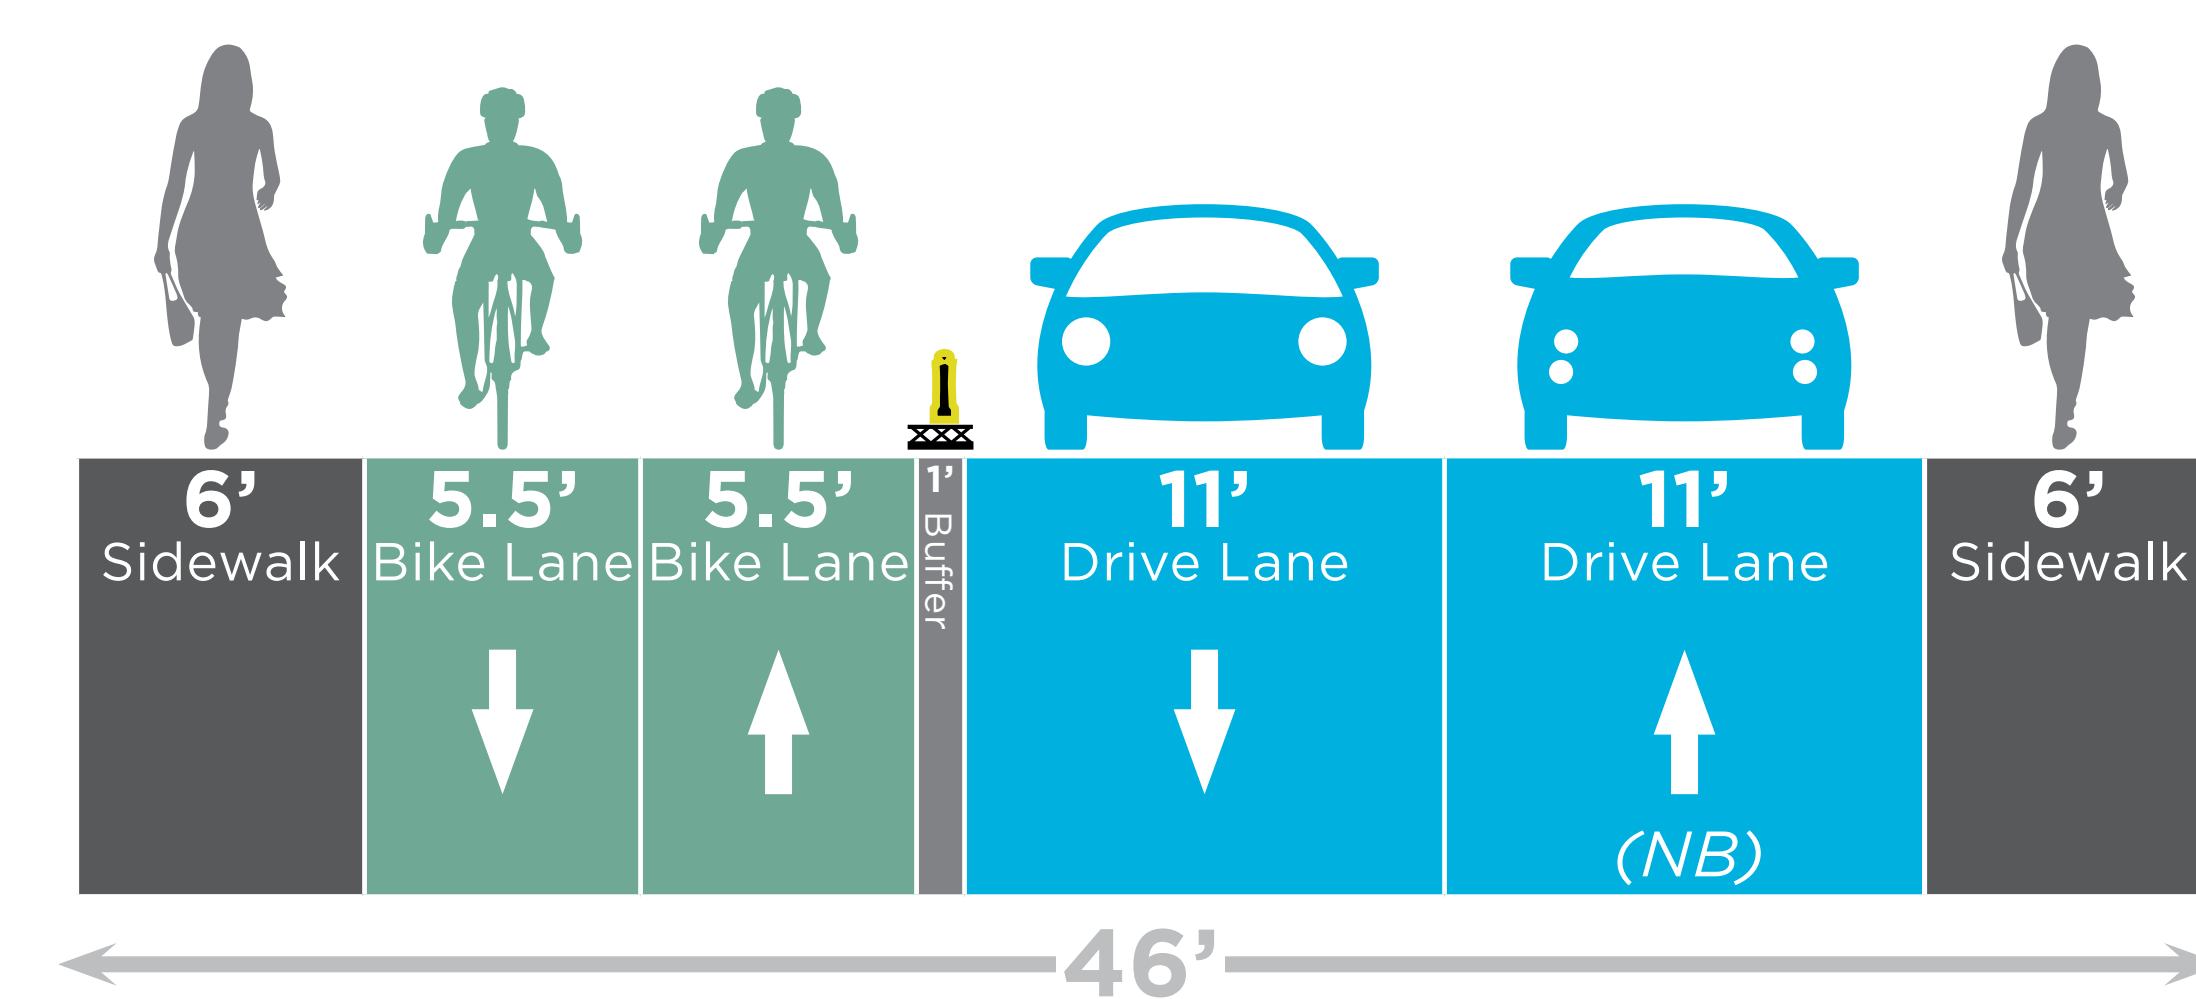 6’
Sidewalk
5.5’
Bike Lane
5.5’
Bike Lane
1’ Buffer
11’
Drive Lane
11’
Drive Lane
(NB)
6’
Sidewalk
46’